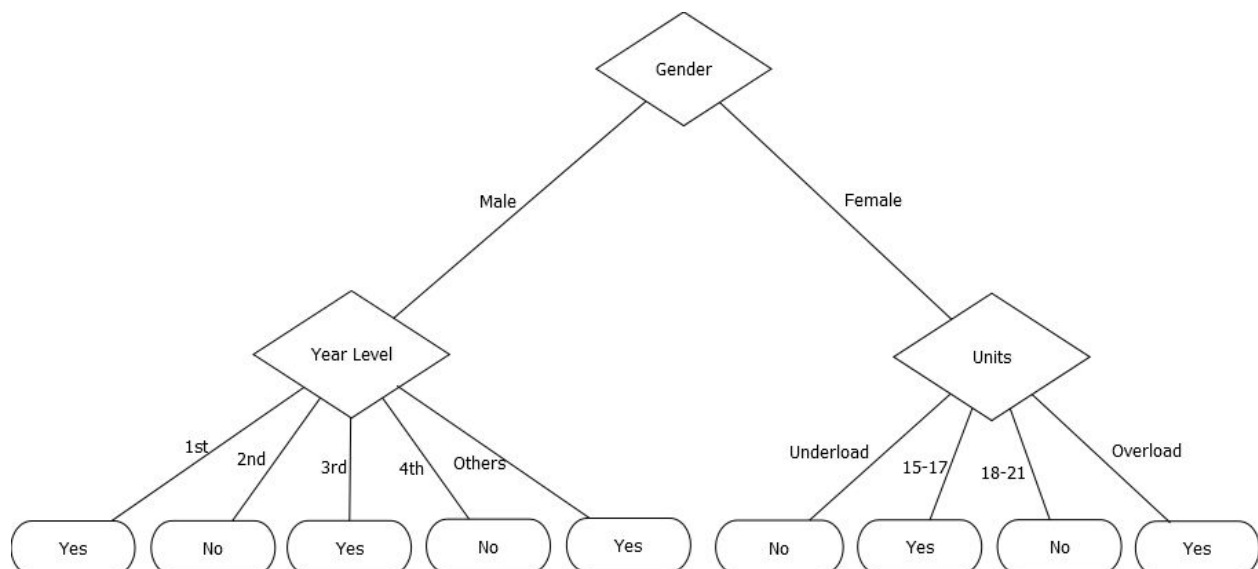 Gender
Male
Female
Year Level
Units
1st
2nd
3rd
4th
Others
Underload
15-17
18-21
Overload
Yes
No
Yes
No
Yes
No
Yes
No
Yes